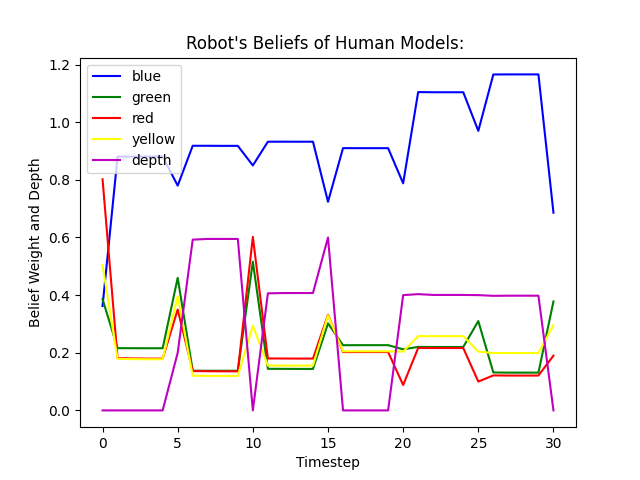 Robot's Beliefs of Human Models:
blue
green
red
yellow
depth
Belief Weight and Depth
1.2
1.0
0.8
0.6
0.4
0.2
0.0
0 5 10 15 20 25 30
Timestep